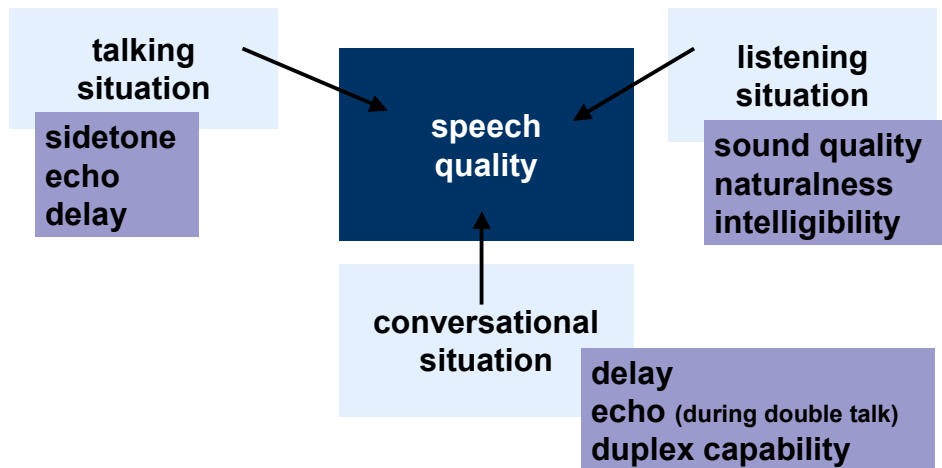 talking
situation
sidetone
echo
delay
speech
quality
listening
situation
sound quality
naturalness
intelligibility
conversational
situation
delay
echo (during double talk)
duplex capability